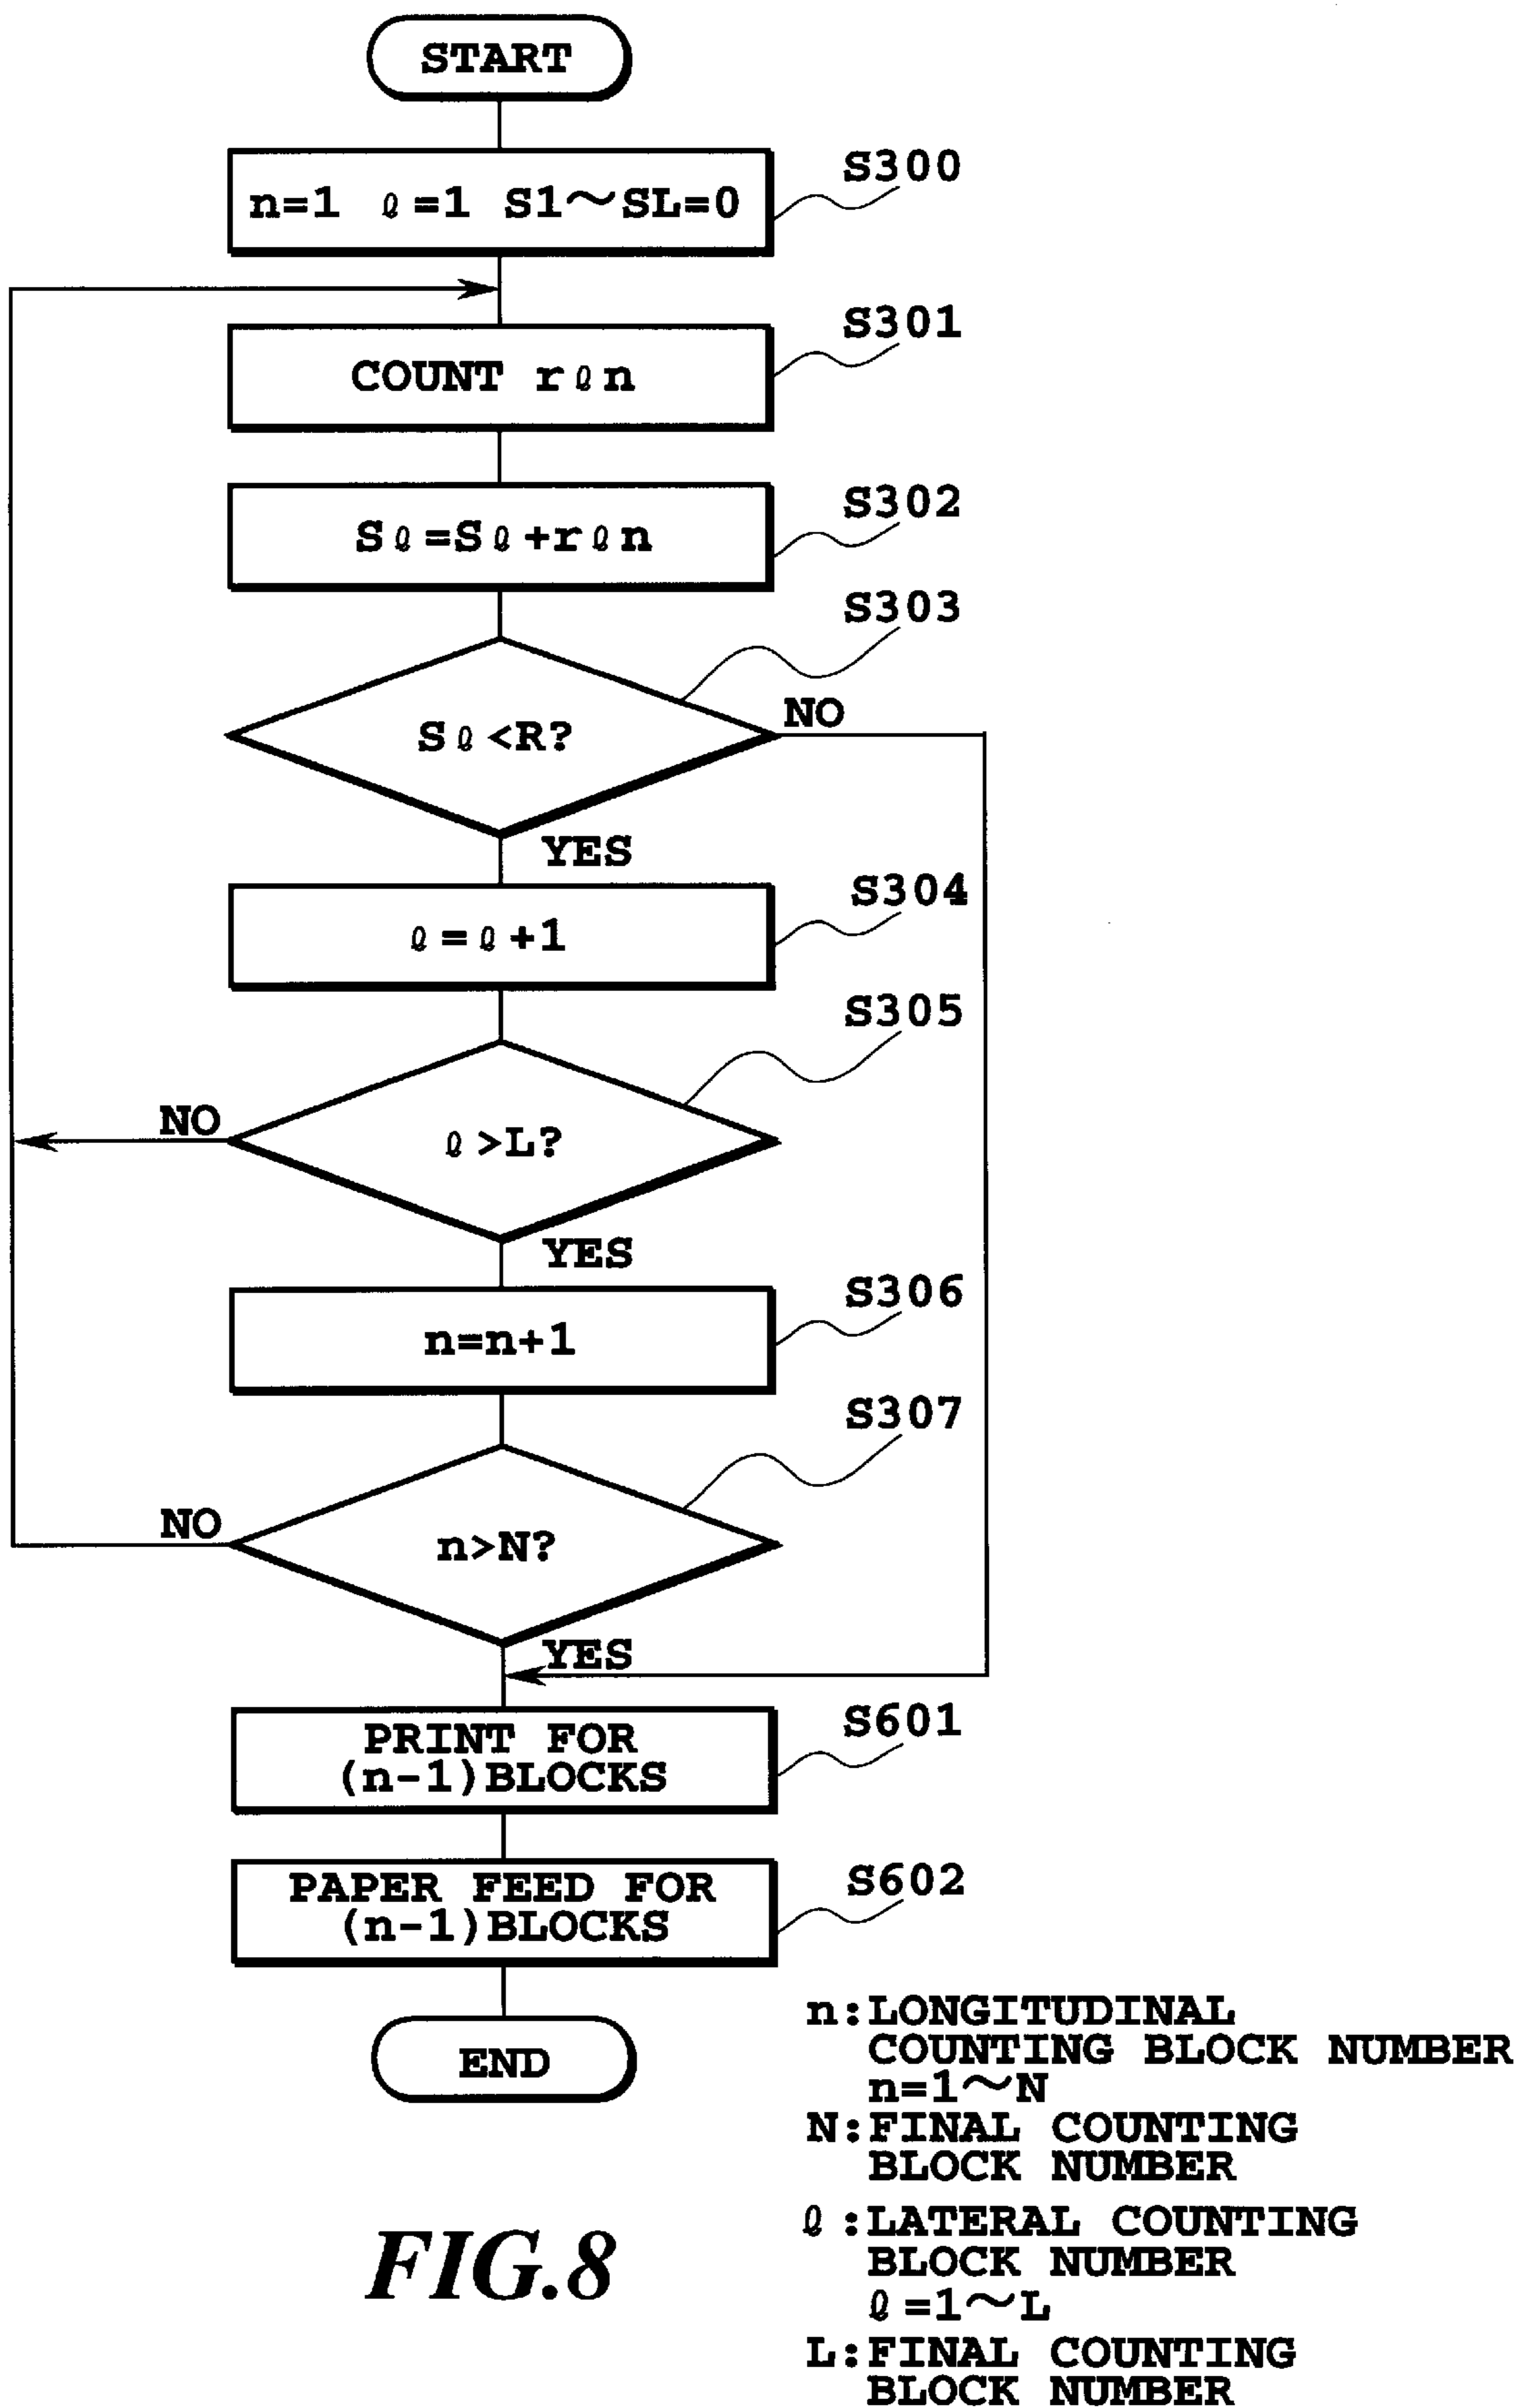 START
S300
n=1 ℓ=1 S1～SL=0
S301
COUNT rℓn
S302
Sℓ=Sℓ+rℓn
S303
Sℓ<R?
NO
YES
S304
ℓ=ℓ+1
S305
NO
ℓ>L?
YES
S306
n=n+1
S307
NO
n>N?
YES
S601
PRINT FOR
(n-1)BLOCKS
S602
PAPER FEED FOR
(n-1)BLOCKS
END
n:LONGITUDINAL
COUNTING BLOCK NUMBER
n=1～N
N:FINAL COUNTING
BLOCK NUMBER
ℓ:LATERAL COUNTING
BLOCK NUMBER
ℓ=1～L
L:FINAL COUNTING
BLOCK NUMBER
FIG.8